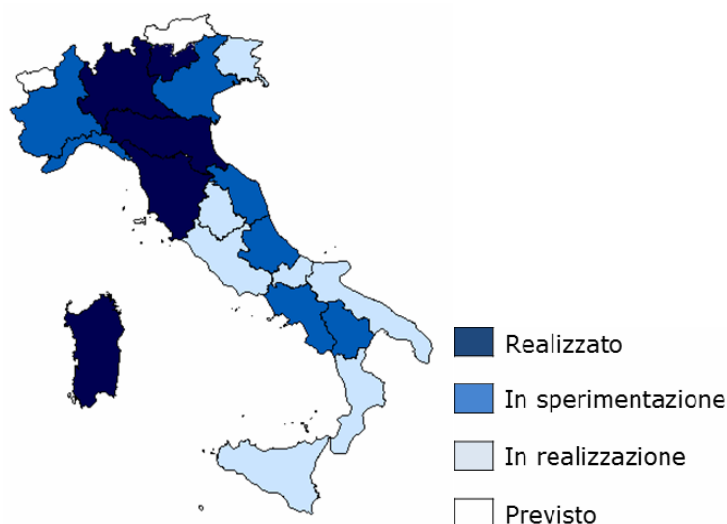 Realizzato
In sperimentazione
In realizzazione
Previsto